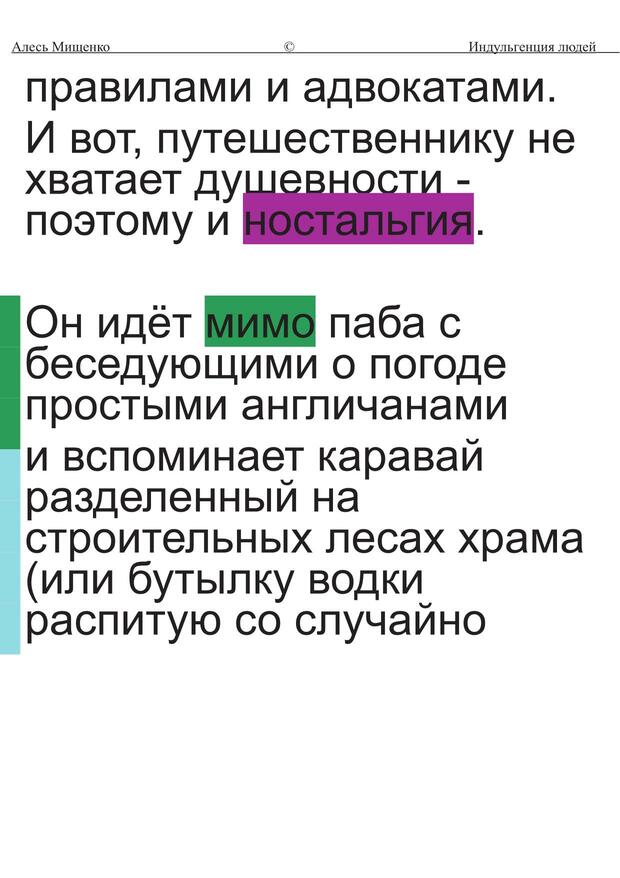 Алесь Мищенко © Индульгенция людей
правилами и адвокатами.
И вот, путешественнику не
хватает душевности -
поэтому и ностальгия.
Он идёт мимо паба с
беседующими о погоде
простыми англичанами
и вспоминает каравай
разделенный на
строительных лесах храма
(или бутылку водки
распитую со случайно